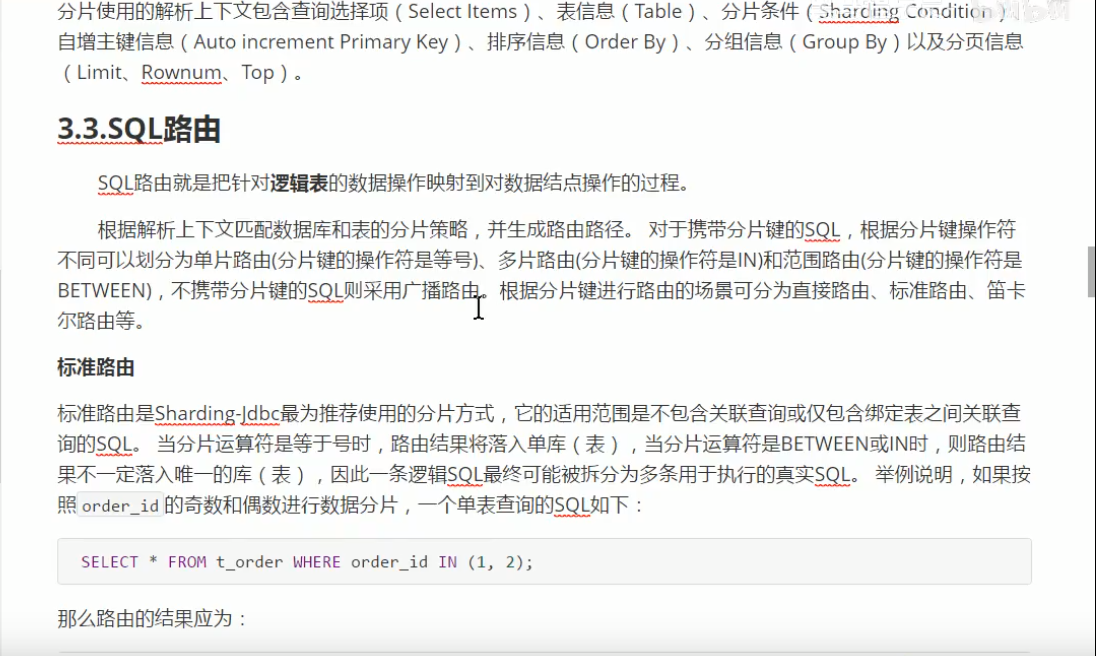 分片使用的解析上下文包含查询选择项（Select Items）、表信息（Table）、分片条件（Sharding Condition）
自增主键信息（Auto increment Primary Key）、排序信息（Order By）、分组信息（Group By）以及分页信息
（Limit、Rownum、Top）。
3.3.SQL路由
SQL路由就是把针对逻辑表的数据操作映射到对数据结点操作的过程。
根据解析上下文匹配数据库和表的分片策略，并生成路由路径。 对于携带分片键的SQL，根据分片键操作符
不同可以划分为单片路由(分片键的操作符是等号)、多片路由(分片键的操作符是IN)和范围路由(分片键的操作符是
BETWEEN)，不携带分片键的SQL则采用广播路由。根据分片键进行路由的场景可分为直接路由、标准路由、笛卡
尔路由等。
标准路由
标准路由是Sharding-Jdbc最为推荐使用的分片方式，它的适用范围是不包含关联查询或仅包含绑定表之间关联查
询的SQL。 当分片运算符是等于号时，路由结果将落入单库（表），当分片运算符是BETWEEN或IN时，则路由结
果不一定落入唯一的库（表），因此一条逻辑SQL最终可能被拆分为多条用于执行的真实SQL。 举例说明，如果按
照order_id的奇数和偶数进行数据分片，一个单表查询的SQL如下：
SELECT * FROM t_order WHERE order_id IN (1, 2);
那么路由的结果应为：